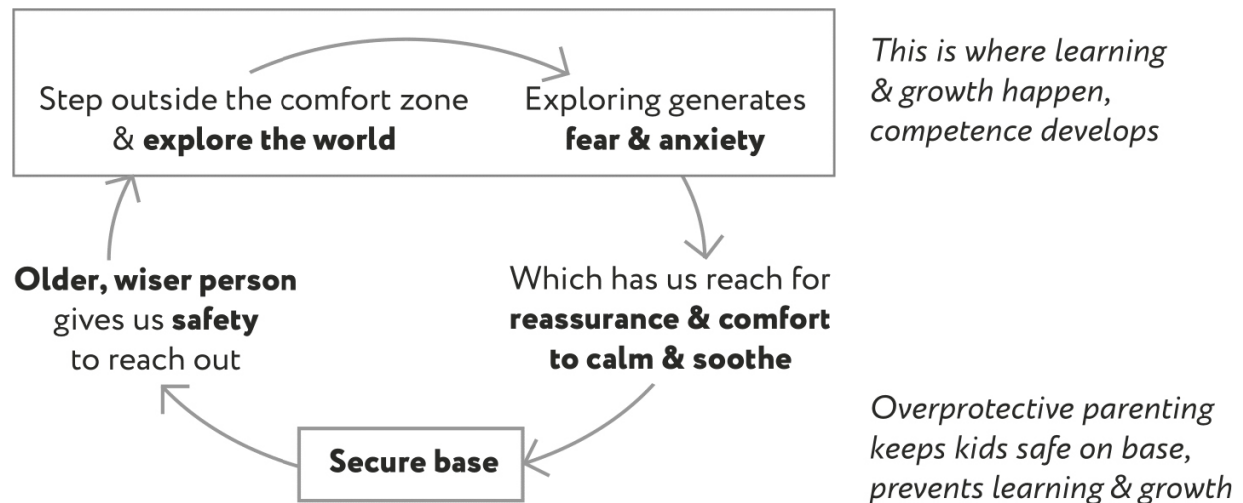 Step outside the comfort zone
& explore the world
Exploring generates
fear & anxiety
This is where learning
& growth happen,
competence develops
Older, wiser person
gives us safety
to reach out
Which has us reach for
reassurance & comfort
to calm & soothe
Secure base
Overprotective parenting
keeps kids safe on base,
prevents learning & growth